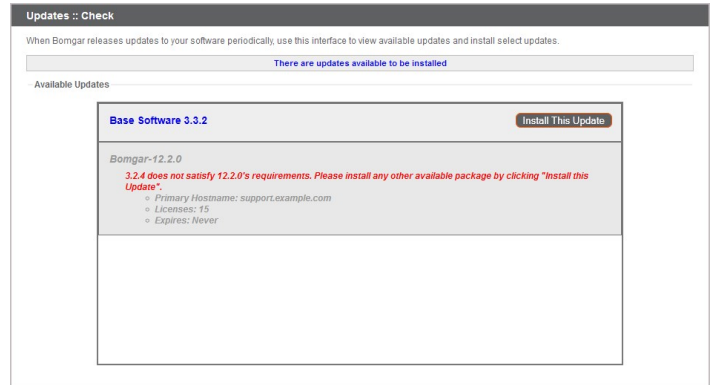 Updates :: Check
When Bomgar releases updates to your software periodically, use this interface to view available updates and install select updates.
There are updates available to be installed
Available Updates
Base Software 3.3.2
Install This Update
Bomgar-12.2.0
3.2.4 does not satisfy 12.2.0's requirements. Please install any other available package by clicking "Install this
Update".
Primary Hostname: support.example.com
Licenses: 15
Expires: Never